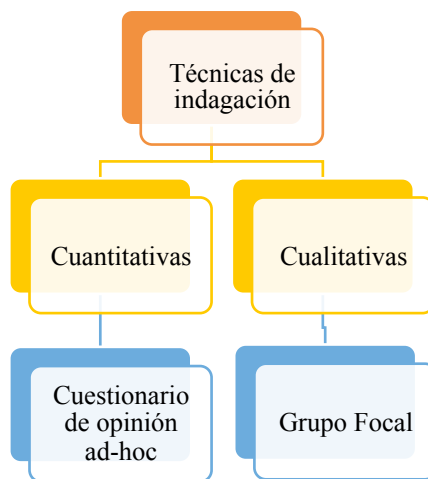 Técnicas de
indagación
Cuantitativas
Cualitativas
Cuestionario
de opinión
ad-hoc
Grupo Focal